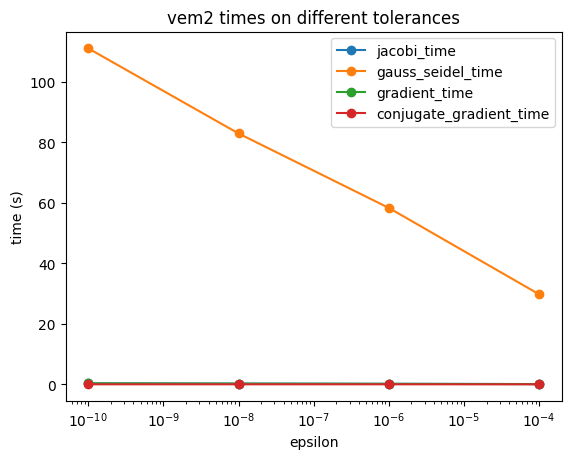 vem2 times on different tolerances
jacobi_time
gauss_seidel_time
gradient_time
conjugate_gradient_time
time (s)
100
80
60
40
20
0
10⁻¹⁰
10⁻⁹
10⁻⁸
10⁻⁷
10⁻⁶
10⁻⁵
10⁻⁴
epsilon